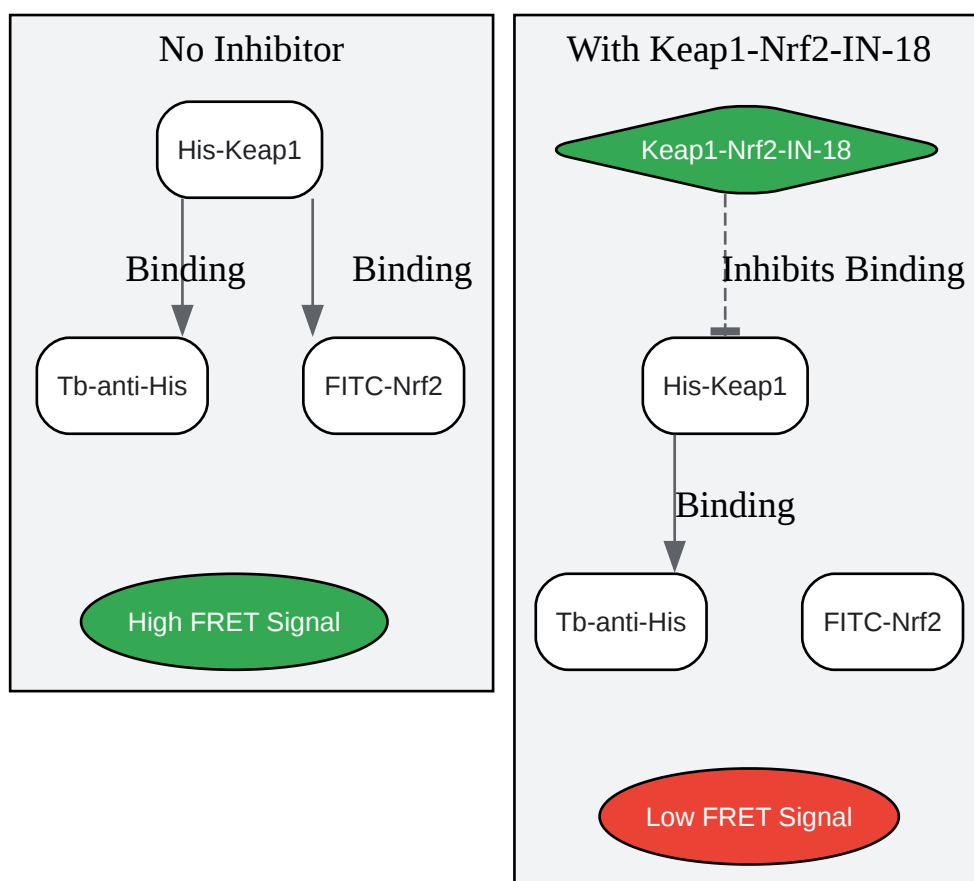 No Inhibitor
His-Keap1
Binding
Binding
Tb-anti-His
FITC-Nrf2
High FRET Signal
With Keap1-Nrf2-IN-18
Keap1-Nrf2-IN-18
Inhibits Binding
His-Keap1
Binding
Tb-anti-His
FITC-Nrf2
Low FRET Signal